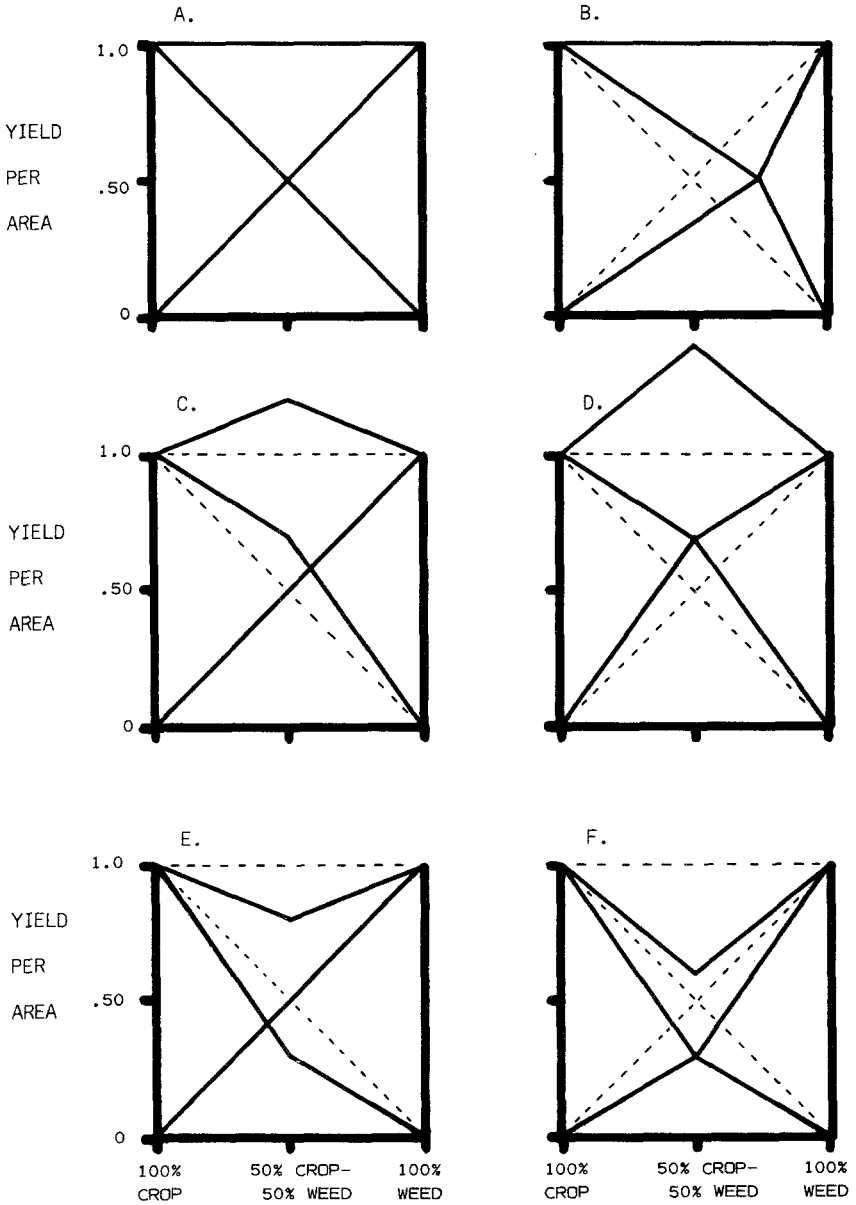 A.
B.
1.0
YIELD
PER
AREA
.50
0
C.
D.
1.0
YIELD
PER
AREA
.50
0
E.
F.
1.0
YIELD
PER
AREA
.50
0
100% 50% CROP- 100%
CROP 50% WEED WEED
100% 50% CROP- 100%
CROP 50% WEED WEED